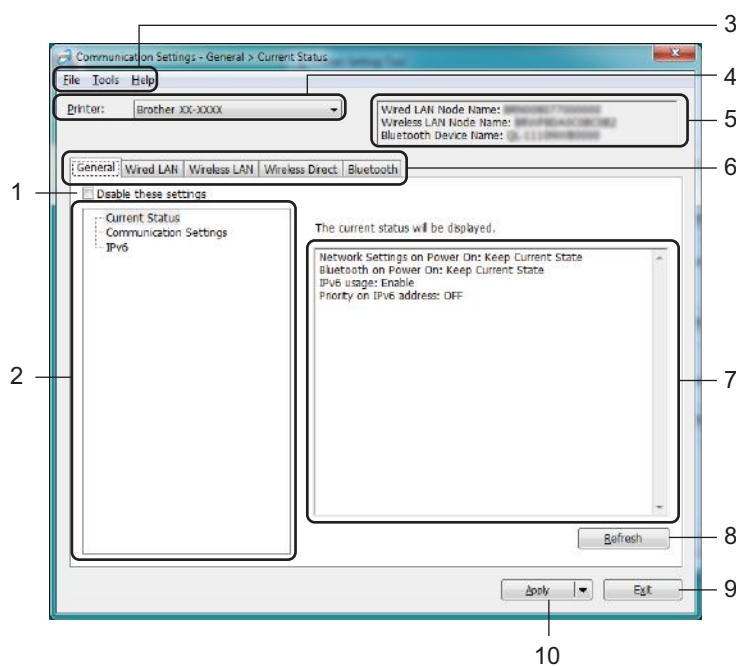 3
Communication Settings - General > Current Status
File Tools Help
4
Printer: Brother XX-XXXX
Wired LAN Node Name:
Wireless LAN Node Name:
Bluetooth Device Name:
5
General Wired LAN Wireless LAN Wireless Direct Bluetooth
6
1
Disable these settings
Current Status
Communication Settings
IPv6
The current status will be displayed.
Network Settings on Power On: Keep Current State
Bluetooth on Power On: Keep Current State
IPv6 usage: Enable
Priority on IPv6 address: OFF
2
7
Refresh
8
Apply
Exit
9
10